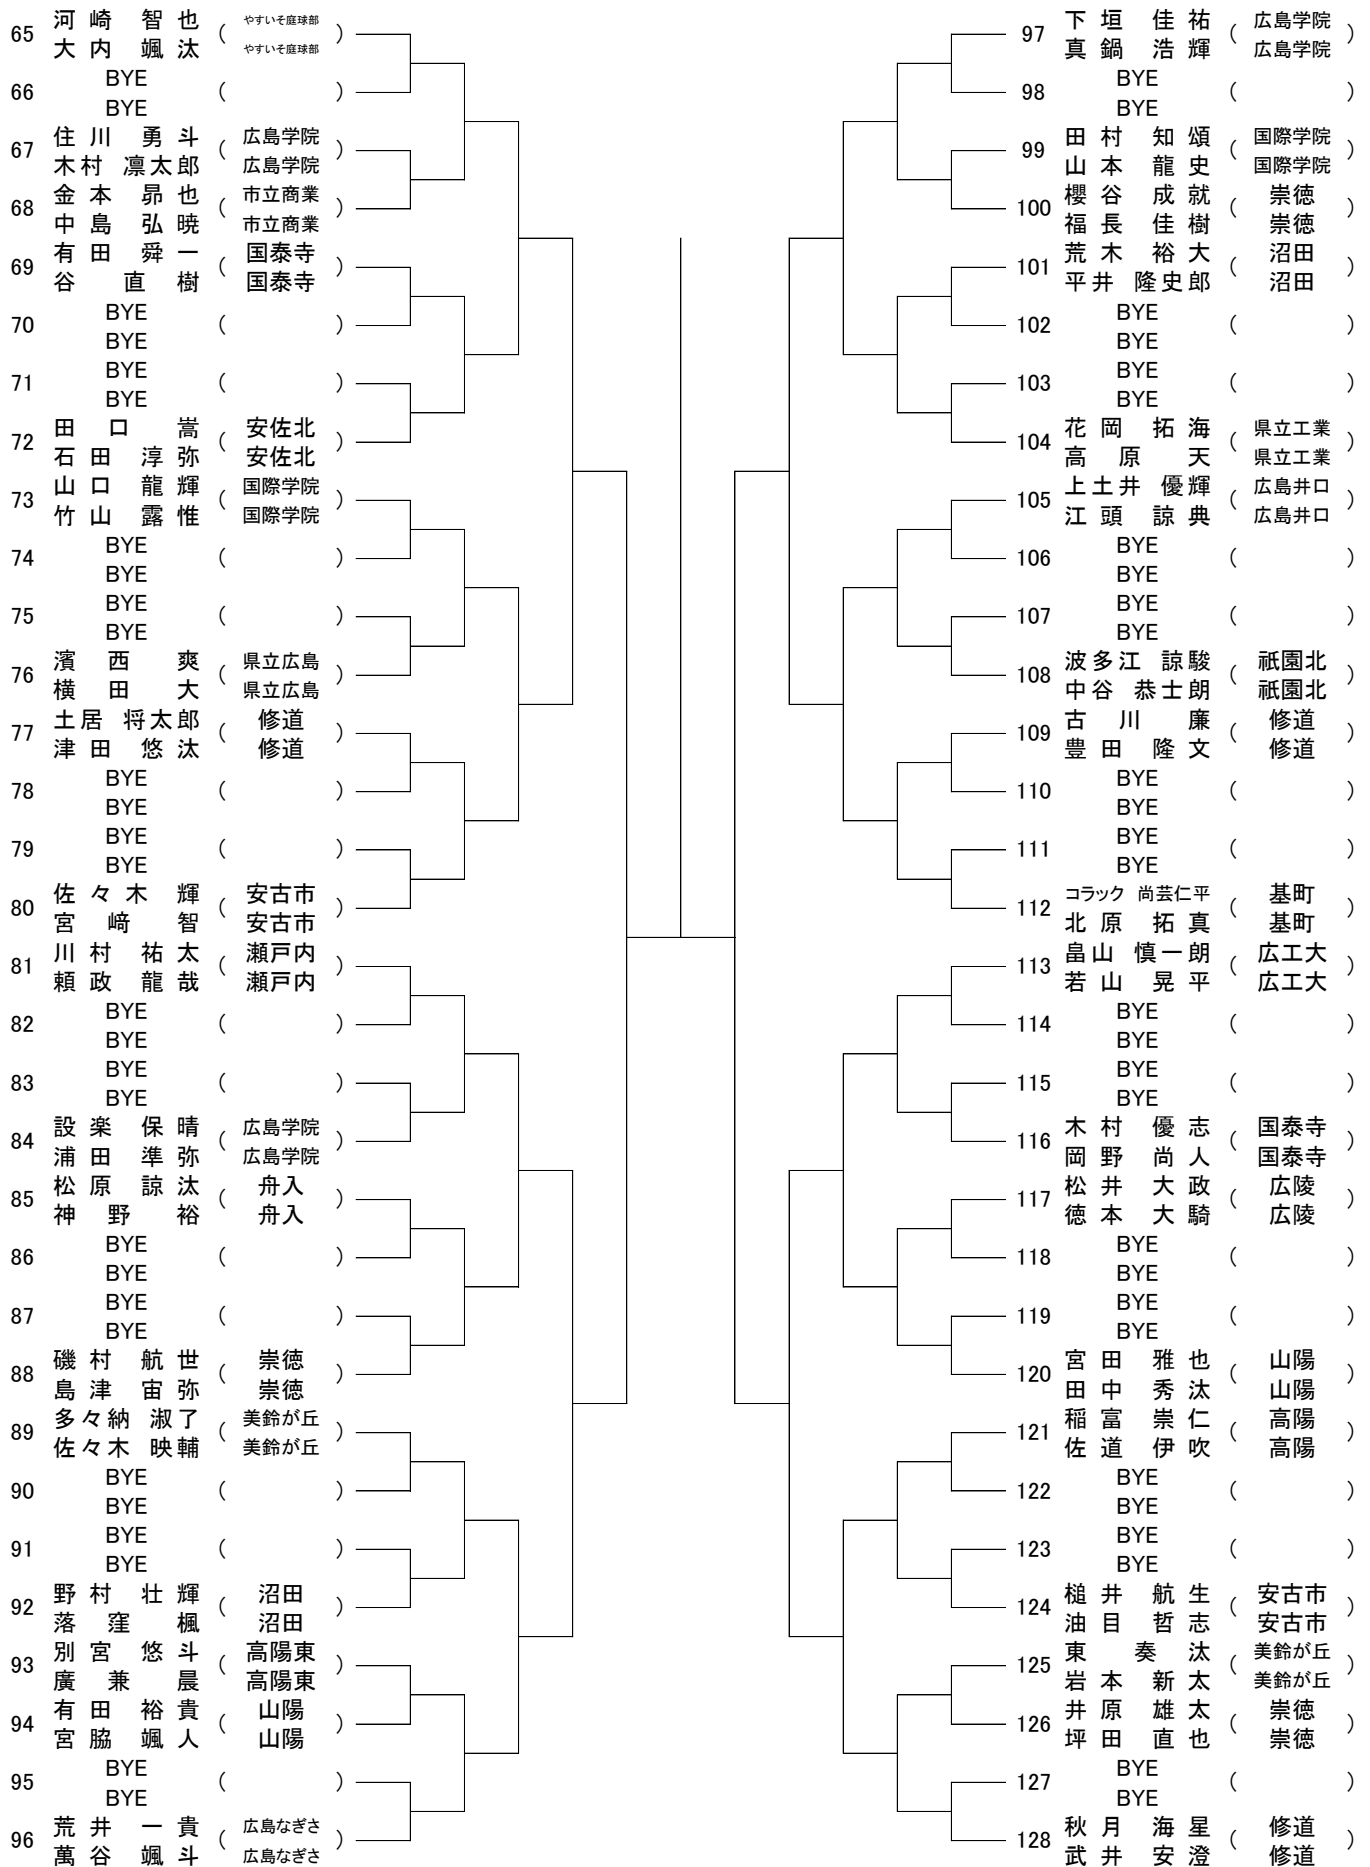 65 河崎 智也 ( やすいそ庭球部 )
大内 颯汰 やすいそ庭球部
66 BYE ( )
BYE
67 住川 勇斗 ( 広島学院 )
木村 凛太郎 広島学院
68 金本 昴也 ( 市立商業 )
中島 弘暁 市立商業
69 有田 舜一 ( 国泰寺 )
谷 直樹 国泰寺
70 BYE ( )
BYE
71 BYE ( )
BYE
72 田口 嵩 ( 安佐北 )
石田 淳弥 安佐北
73 山口 龍輝 ( 国際学院 )
竹山 露惟 国際学院
74 BYE ( )
BYE
75 BYE ( )
BYE
76 濱西 爽 ( 県立広島 )
横田 大 県立広島
77 土居 将太郎 ( 修道 )
津田 悠汰 修道
78 BYE ( )
BYE
79 BYE ( )
BYE
80 佐々木 輝 ( 安古市 )
宮﨑 智 安古市
81 川村 祐太 ( 瀬戸内 )
頼政 龍哉 瀬戸内
82 BYE ( )
BYE
83 BYE ( )
BYE
84 設楽 保晴 ( 広島学院 )
浦田 準弥 広島学院
85 松原 諒汰 ( 舟入 )
神野 裕 舟入
86 BYE ( )
BYE
87 BYE ( )
BYE
88 磯村 航世 ( 崇徳 )
島津 宙弥 崇徳
89 多々納 淑了 ( 美鈴が丘 )
佐々木 映輔 美鈴が丘
90 BYE ( )
BYE
91 BYE ( )
BYE
92 野村 壮輝 ( 沼田 )
落窪 楓 沼田
93 別宮 悠斗 ( 高陽東 )
廣兼 晨 高陽東
94 有田 裕貴 ( 山陽 )
宮脇 颯人 山陽
95 BYE ( )
BYE
96 荒井 一貴 ( 広島なぎさ )
萬谷 颯斗 広島なぎさ
97 下垣 佳祐 ( 広島学院 )
真鍋 浩輝 広島学院
98 BYE ( )
BYE
99 田村 知頌 ( 国際学院 )
山本 龍史 国際学院
100 櫻谷 成就 ( 崇徳 )
福長 佳樹 崇徳
101 荒木 裕大 ( 沼田 )
平井 隆史郎 沼田
102 BYE ( )
BYE
103 BYE ( )
BYE
104 花岡 拓海 ( 県立工業 )
高原 天 県立工業
105 上土井 優輝 ( 広島井口 )
江頭 諒典 広島井口
106 BYE ( )
BYE
107 BYE ( )
BYE
108 波多江 諒駿 ( 祇園北 )
中谷 恭士朗 祇園北
109 古川 廉 ( 修道 )
豊田 隆文 修道
110 BYE ( )
BYE
111 BYE ( )
BYE
112 コラック 尚芸仁平 ( 基町 )
北原 拓真 基町
113 畠山 慎一朗 ( 広工大 )
若山 晃平 広工大
114 BYE ( )
BYE
115 BYE ( )
BYE
116 木村 優志 ( 国泰寺 )
岡野 尚人 国泰寺
117 松井 大政 ( 広陵 )
徳本 大騎 広陵
118 BYE ( )
BYE
119 BYE ( )
BYE
120 宮田 雅也 ( 山陽 )
田中 秀汰 山陽
121 稲富 崇仁 ( 高陽 )
佐道 伊吹 高陽
122 BYE ( )
BYE
123 BYE ( )
BYE
124 槌井 航生 ( 安古市 )
油目 哲志 安古市
125 東 奏汰 ( 美鈴が丘 )
岩本 新太 美鈴が丘
126 井原 雄太 ( 崇徳 )
坪田 直也 崇徳
127 BYE ( )
BYE
128 秋月 海星 ( 修道 )
武井 安澄 修道